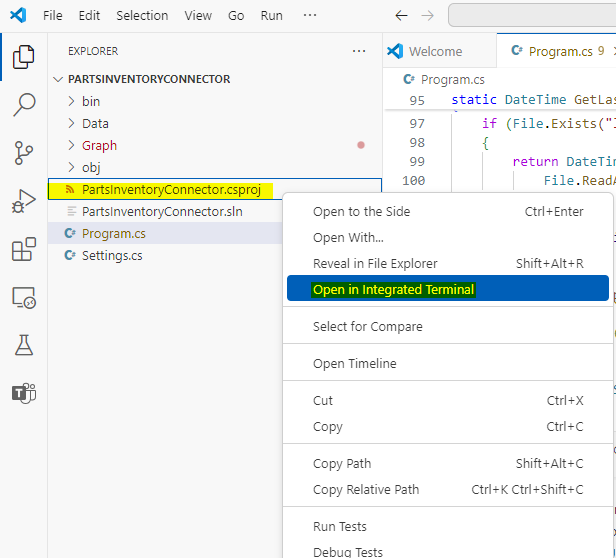 File Edit Selection View Go Run ···
EXPLORER ···
PARTSINVENTORYCONNECTOR
bin
Data
Graph
obj
PartsInventoryConnector.csproj
PartsInventoryConnector.sln
C# Program.cs
C# Settings.cs
Welcome
C# Program.cs 9
C# Program.cs
95 static DateTime GetLas
97 if (File.Exists("
98 {
99 return DateTim
100 File.ReadA
Open to the Side Ctrl+Enter
Open With...
Reveal in File Explorer Shift+Alt+R
Open in Integrated Terminal
Select for Compare
Open Timeline
Cut Ctrl+X
Copy Ctrl+C
Copy Path Shift+Alt+C
Copy Relative Path Ctrl+K Ctrl+Shift+C
Run Tests
Debug Tests